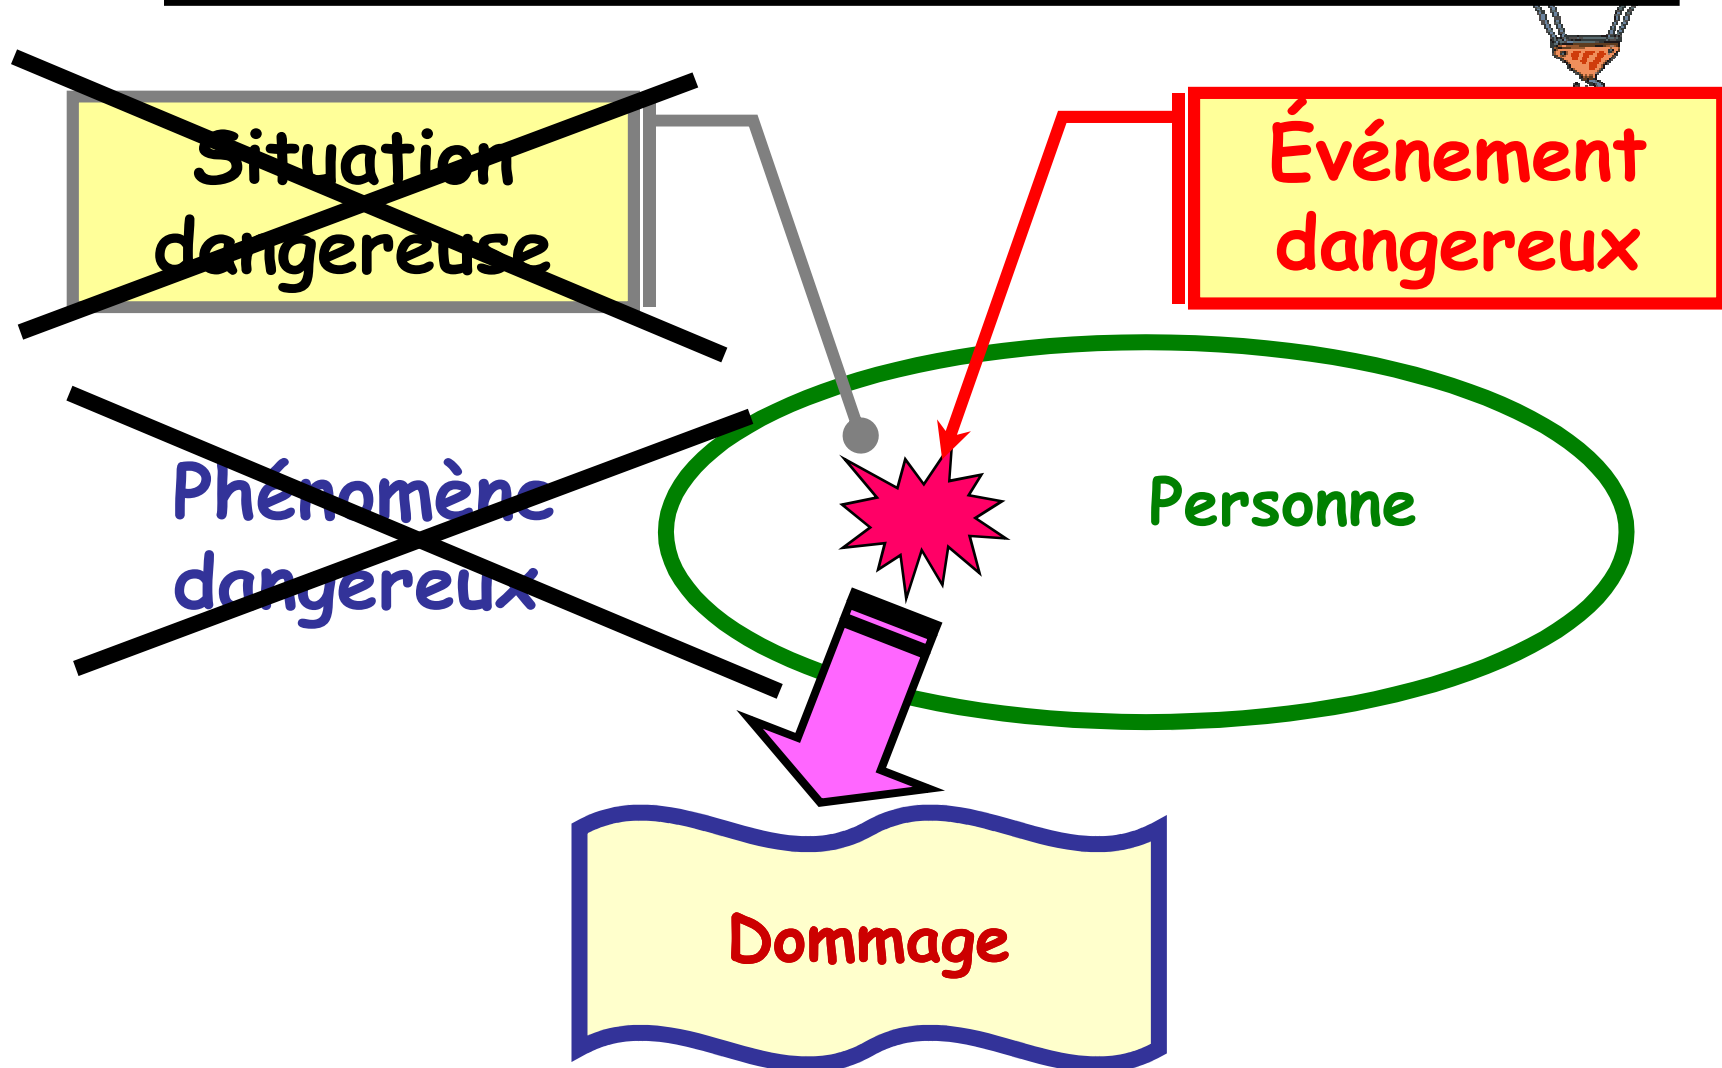 Situation
dangereuse
Événement
dangereux
Phénomène
dangereux
Personne
Dommage